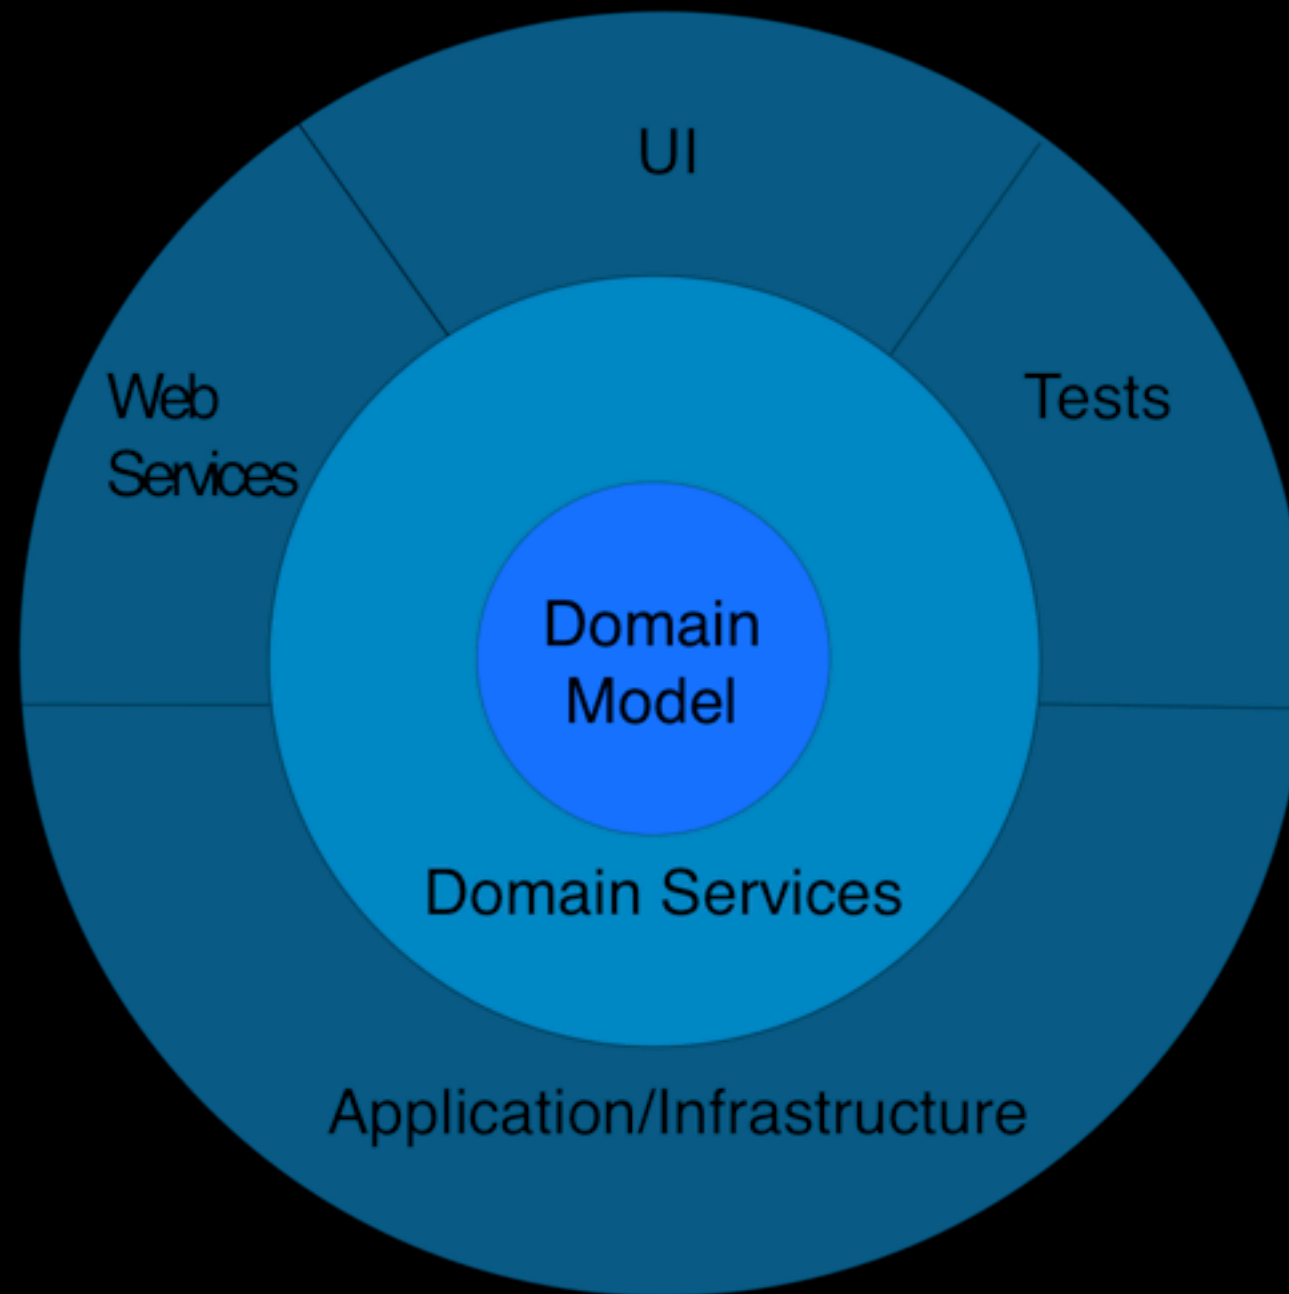 UI
Web
Services
Tests
Domain
Model
Domain Services
Application/Infrastructure